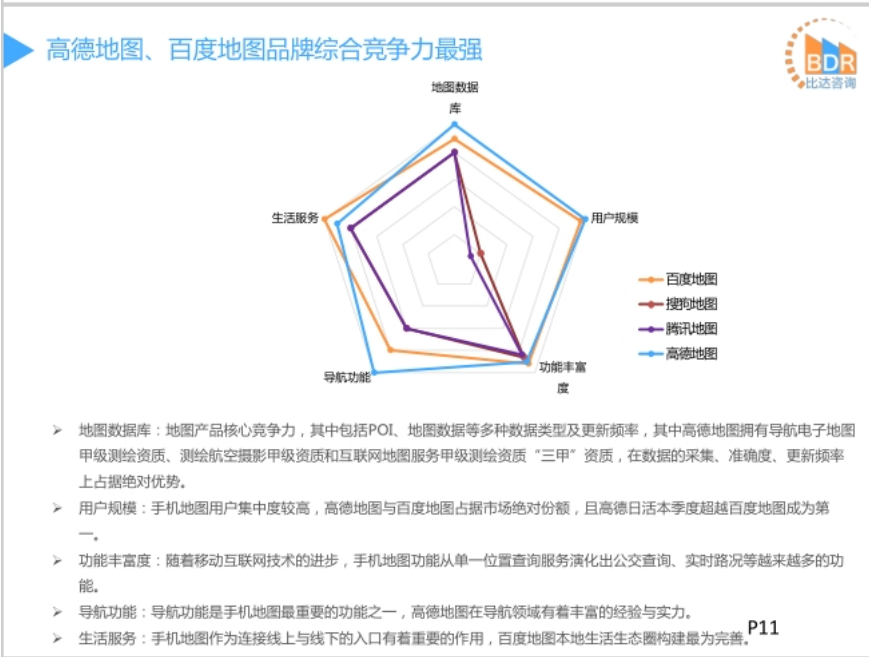 高德地图、百度地图品牌综合竞争力最强
BDR
比达咨询
地图数据
库
生活服务
用户规模
百度地图
搜狗地图
腾讯地图
高德地图
导航功能
功能丰富
度
➢ 地图数据库：地图产品核心竞争力，其中包括POI、地图数据等多种数据类型及更新频率，其中高德地图拥有导航电子地图
甲级测绘资质、测绘航空摄影甲级资质和互联网地图服务甲级测绘资质“三甲”资质，在数据的采集、准确度、更新频率
上占据绝对优势。
➢ 用户规模：手机地图用户集中度较高，高德地图与百度地图占据市场绝对份额，且高德日活本季度超越百度地图成为第
一。
➢ 功能丰富度：随着移动互联网技术的进步，手机地图功能从单一位置查询服务演化出公交查询、实时路况等越来越多的功
能。
➢ 导航功能：导航功能是手机地图最重要的功能之一，高德地图在导航领域有着丰富的经验与实力。
➢ 生活服务：手机地图作为连接线上与线下的入口有着重要的作用，百度地图本地生活生态圈构建最为完善。
P11